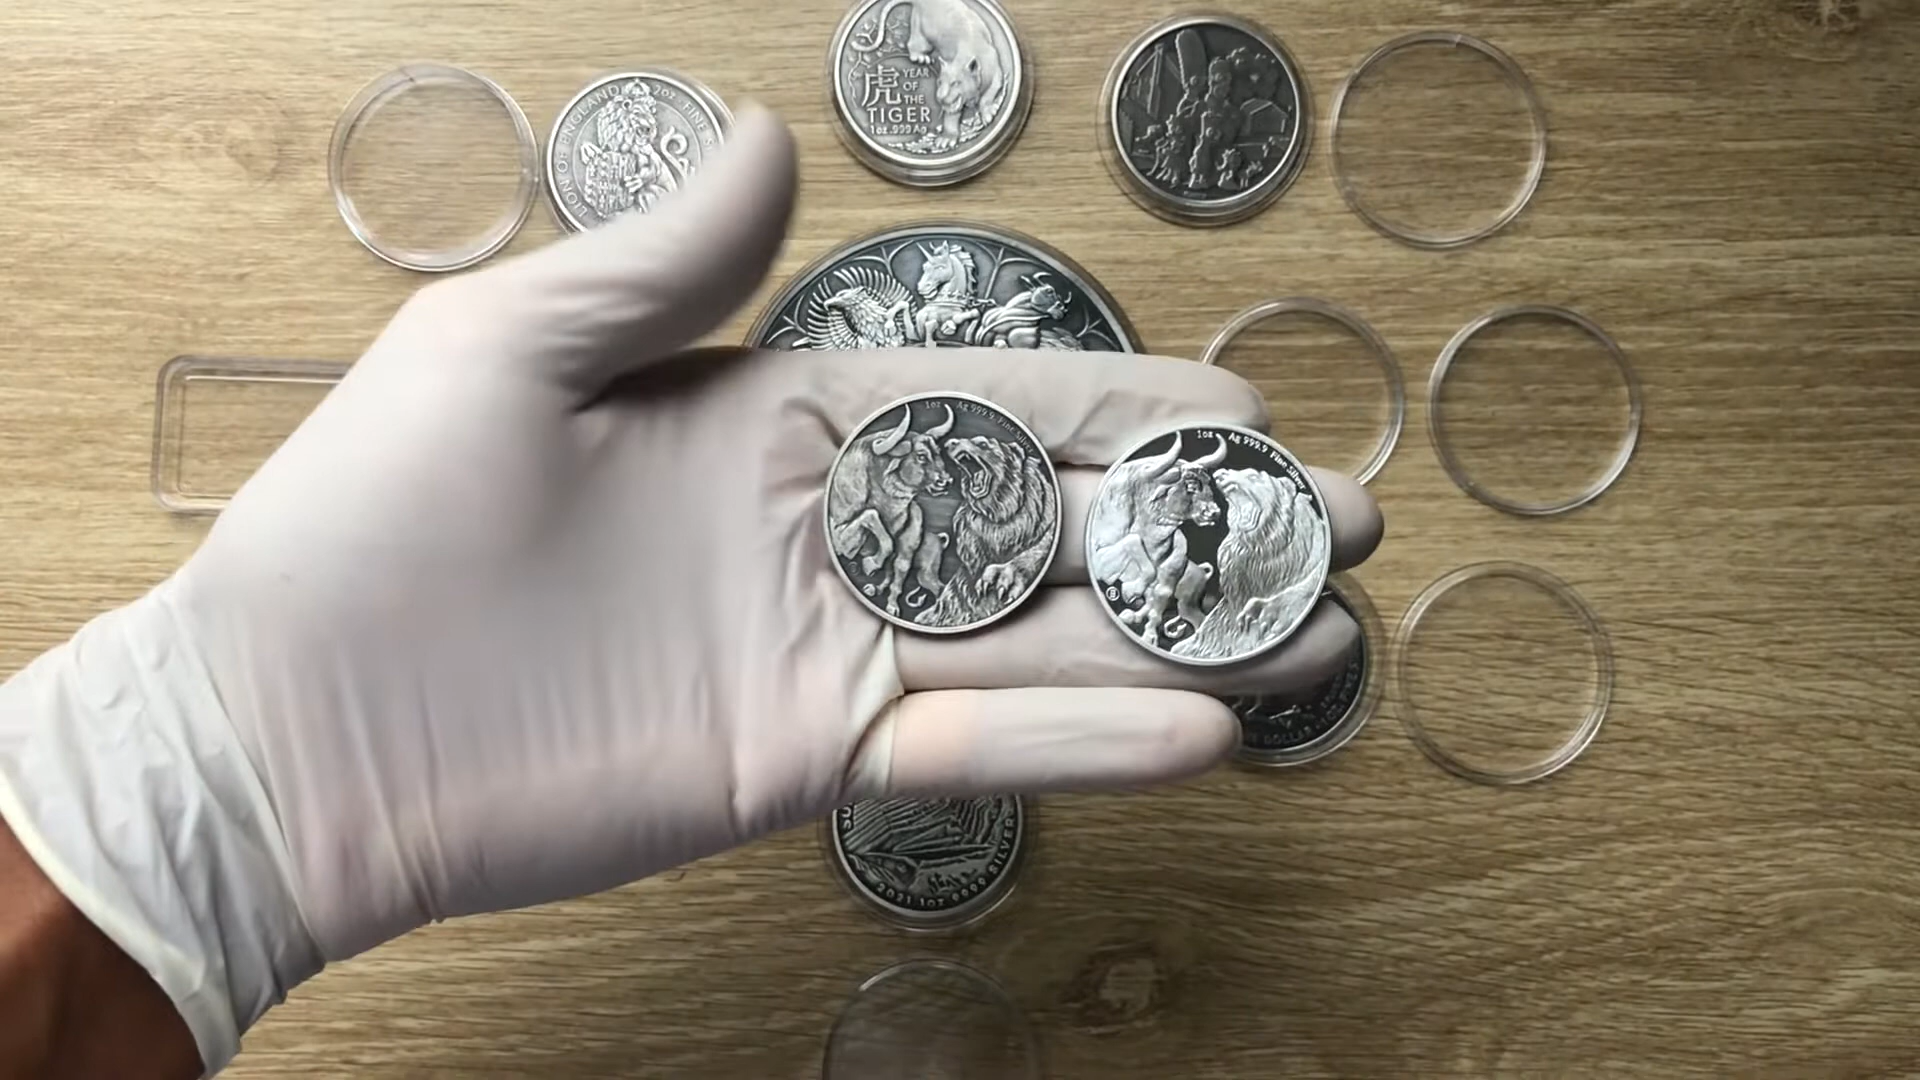 LION OF ENGLAND 2oz · FINE S
虎
YEAR
OF
THE
TIGER
1oz .999 Ag
1oz Ag 999.9 Fine Silver
1oz Ag 999.9 Fine Silver
DOLLAR
2021 1OZ 9999 SILVER